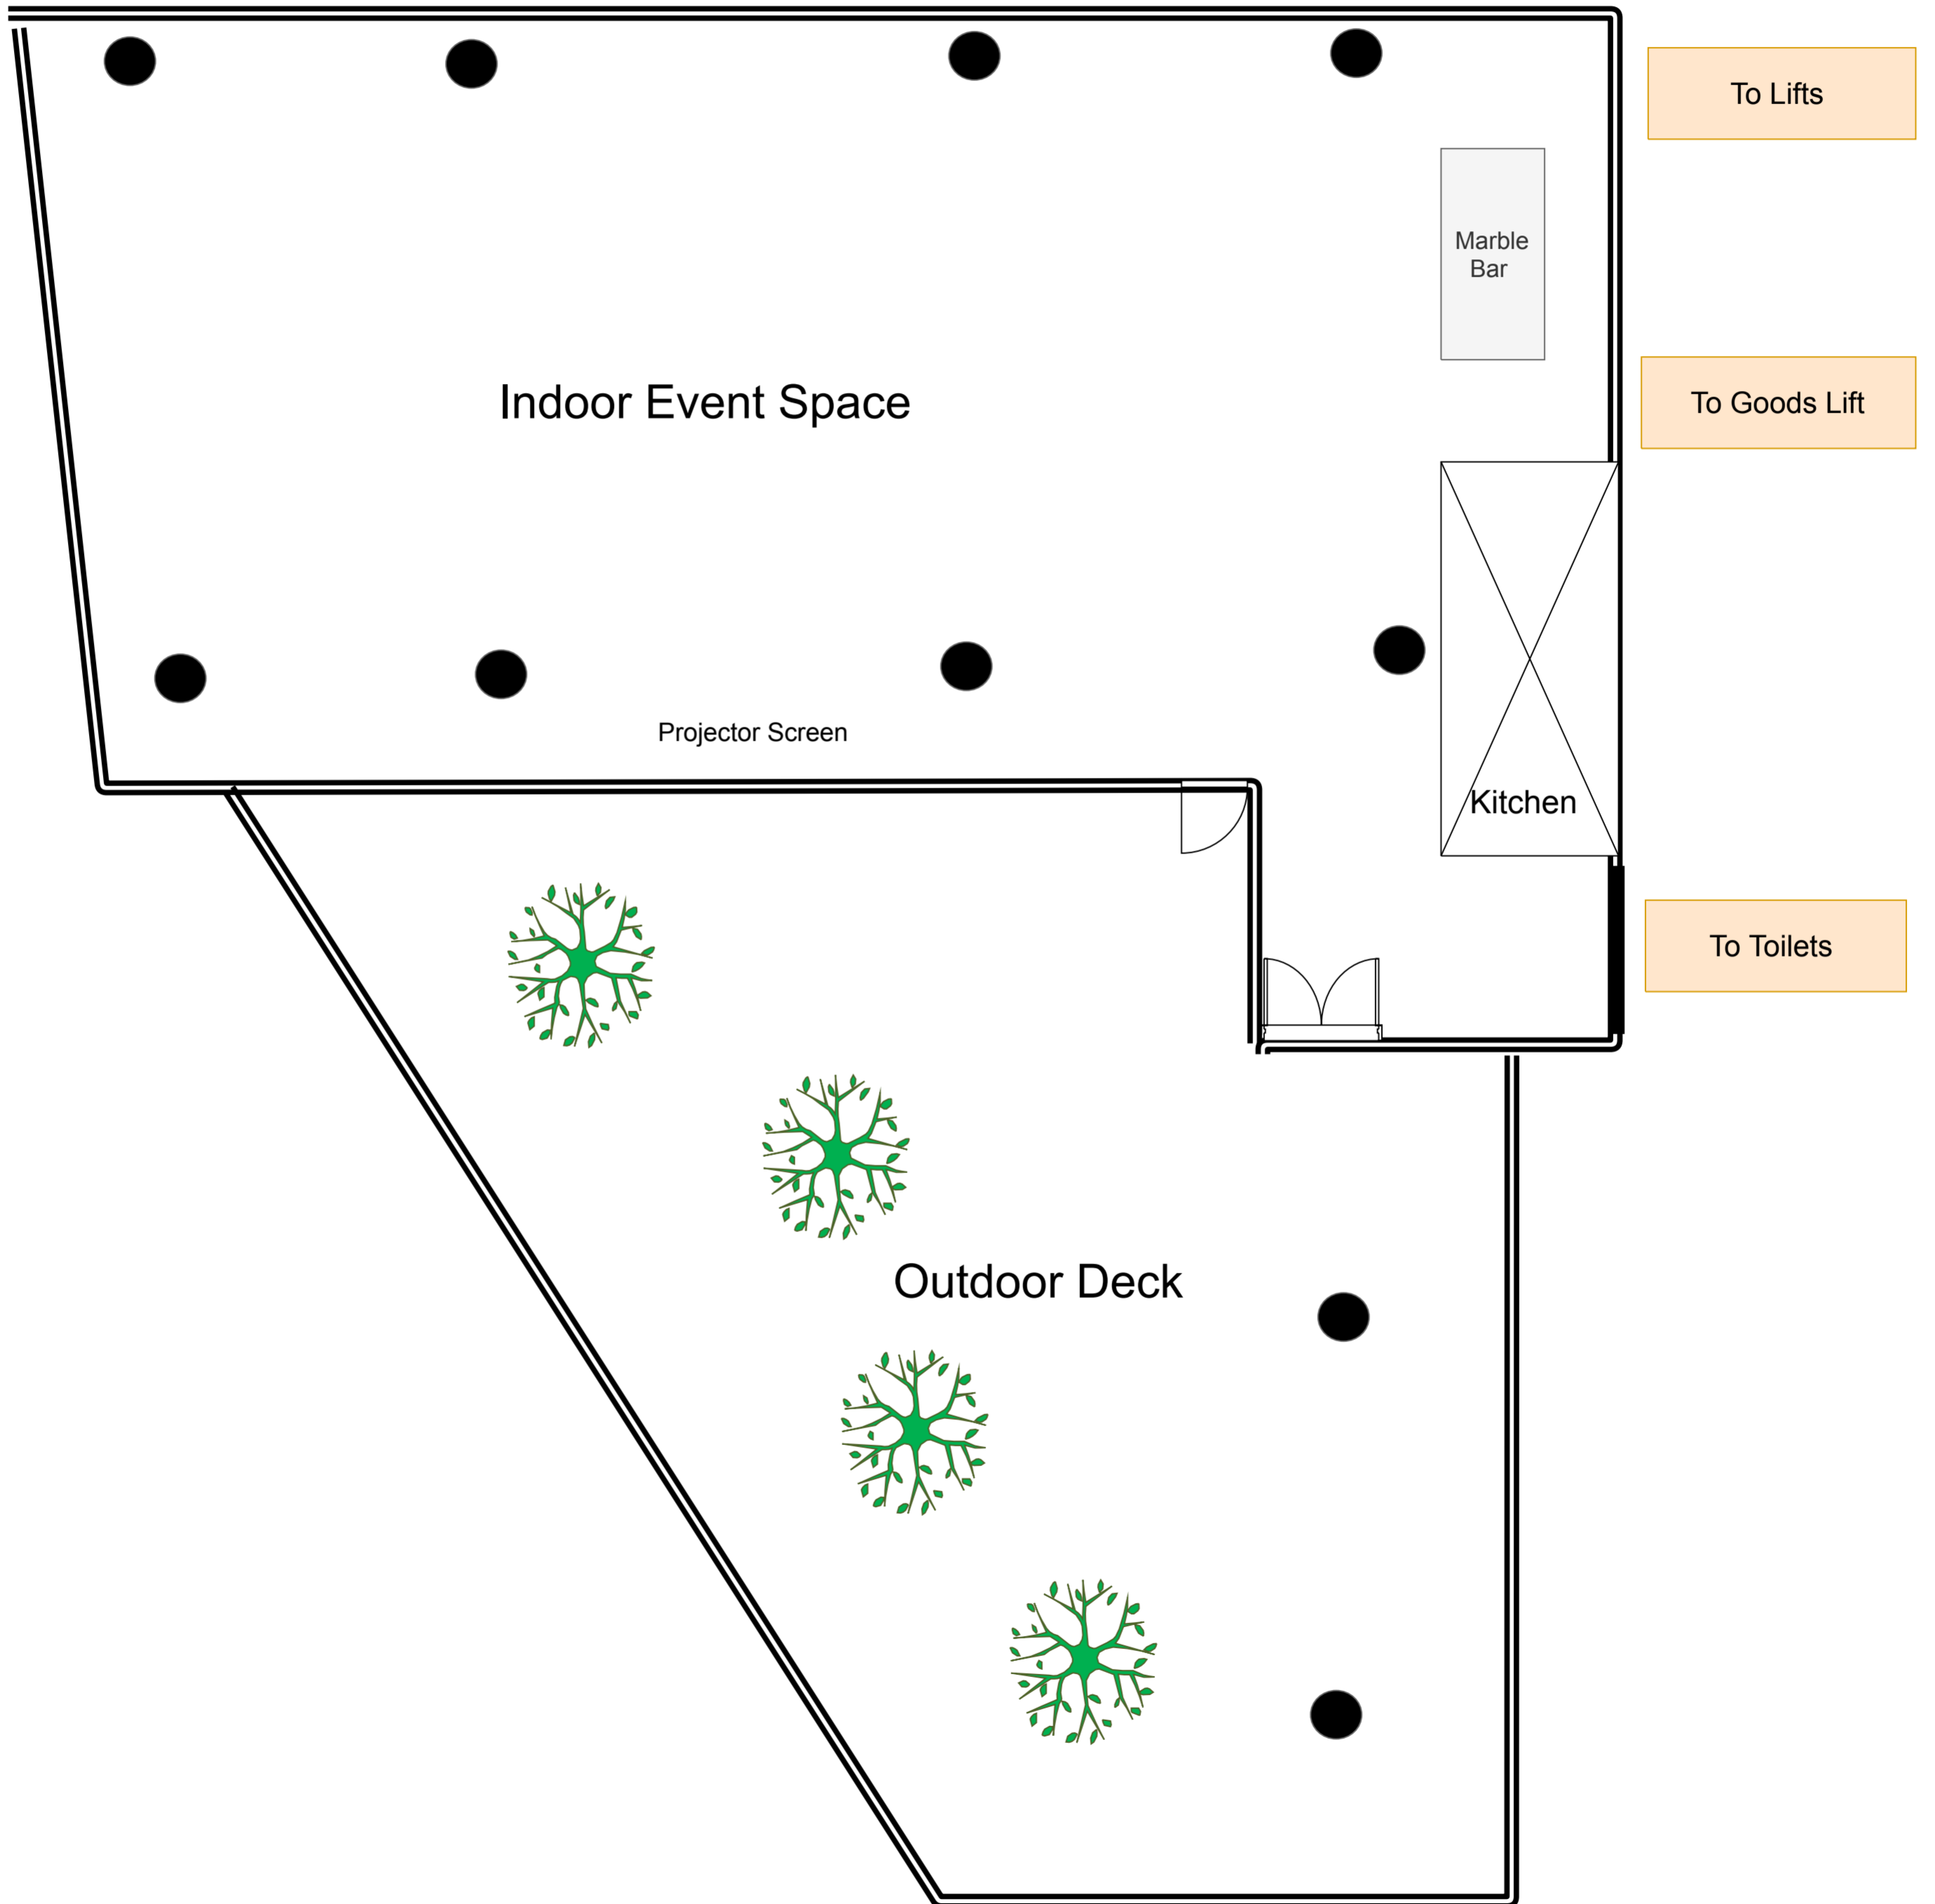 To Lifts
Marble
Bar
Indoor Event Space
To Goods Lift
Projector Screen
Kitchen
To Toilets
Outdoor Deck